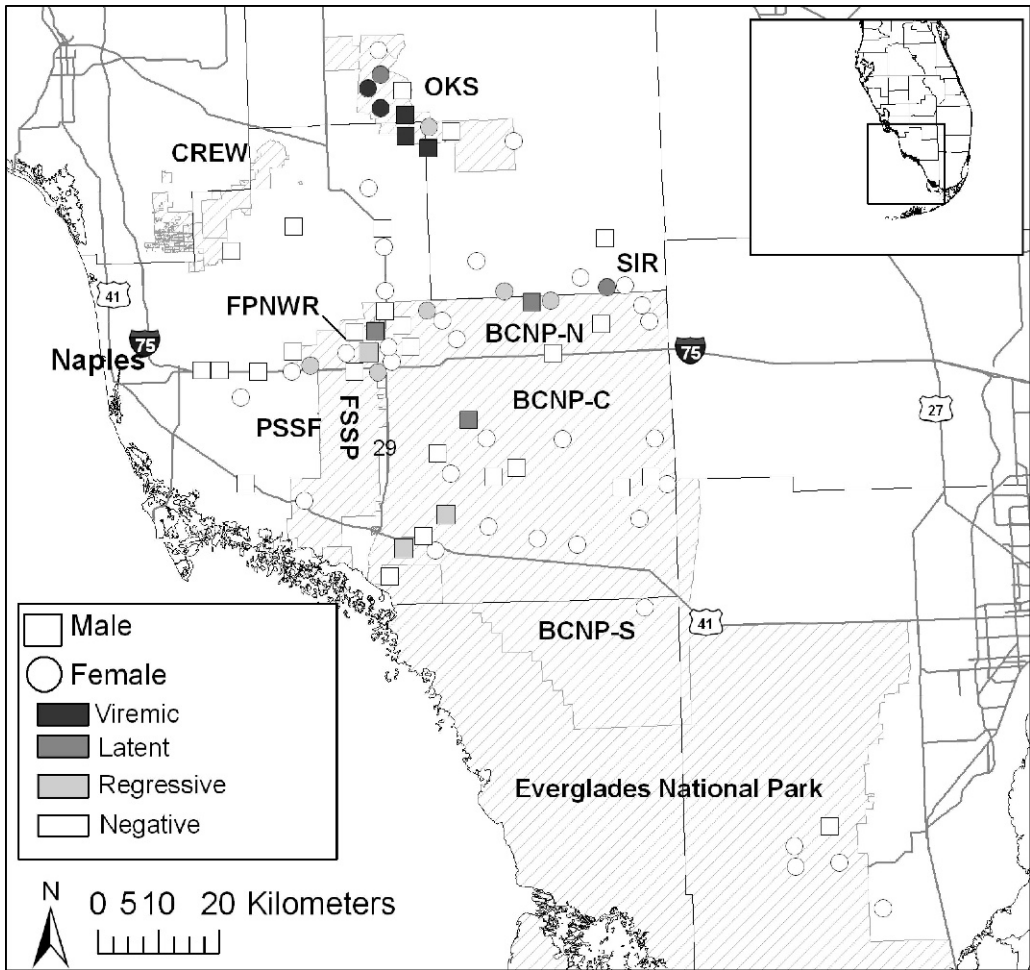 OKS
CREW
SIR
41
FPNWR
BCNP-N
75
75
Naples
BCNP-C
27
PSSF
FSSP
29
41
BCNP-S
Everglades National Park
Male
Female
Viremic
Latent
Regressive
Negative
N
0 5 10 20 Kilometers